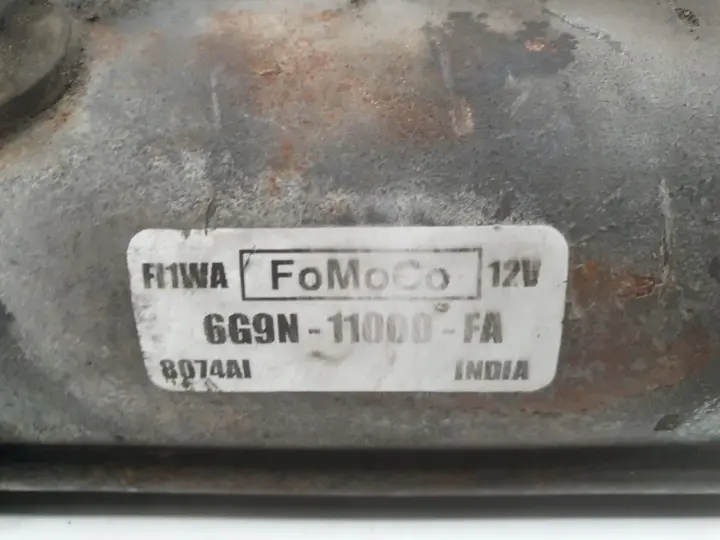 FI1WA FoMoCo 12V
6G9N-11000-FA
8074AI INDIA